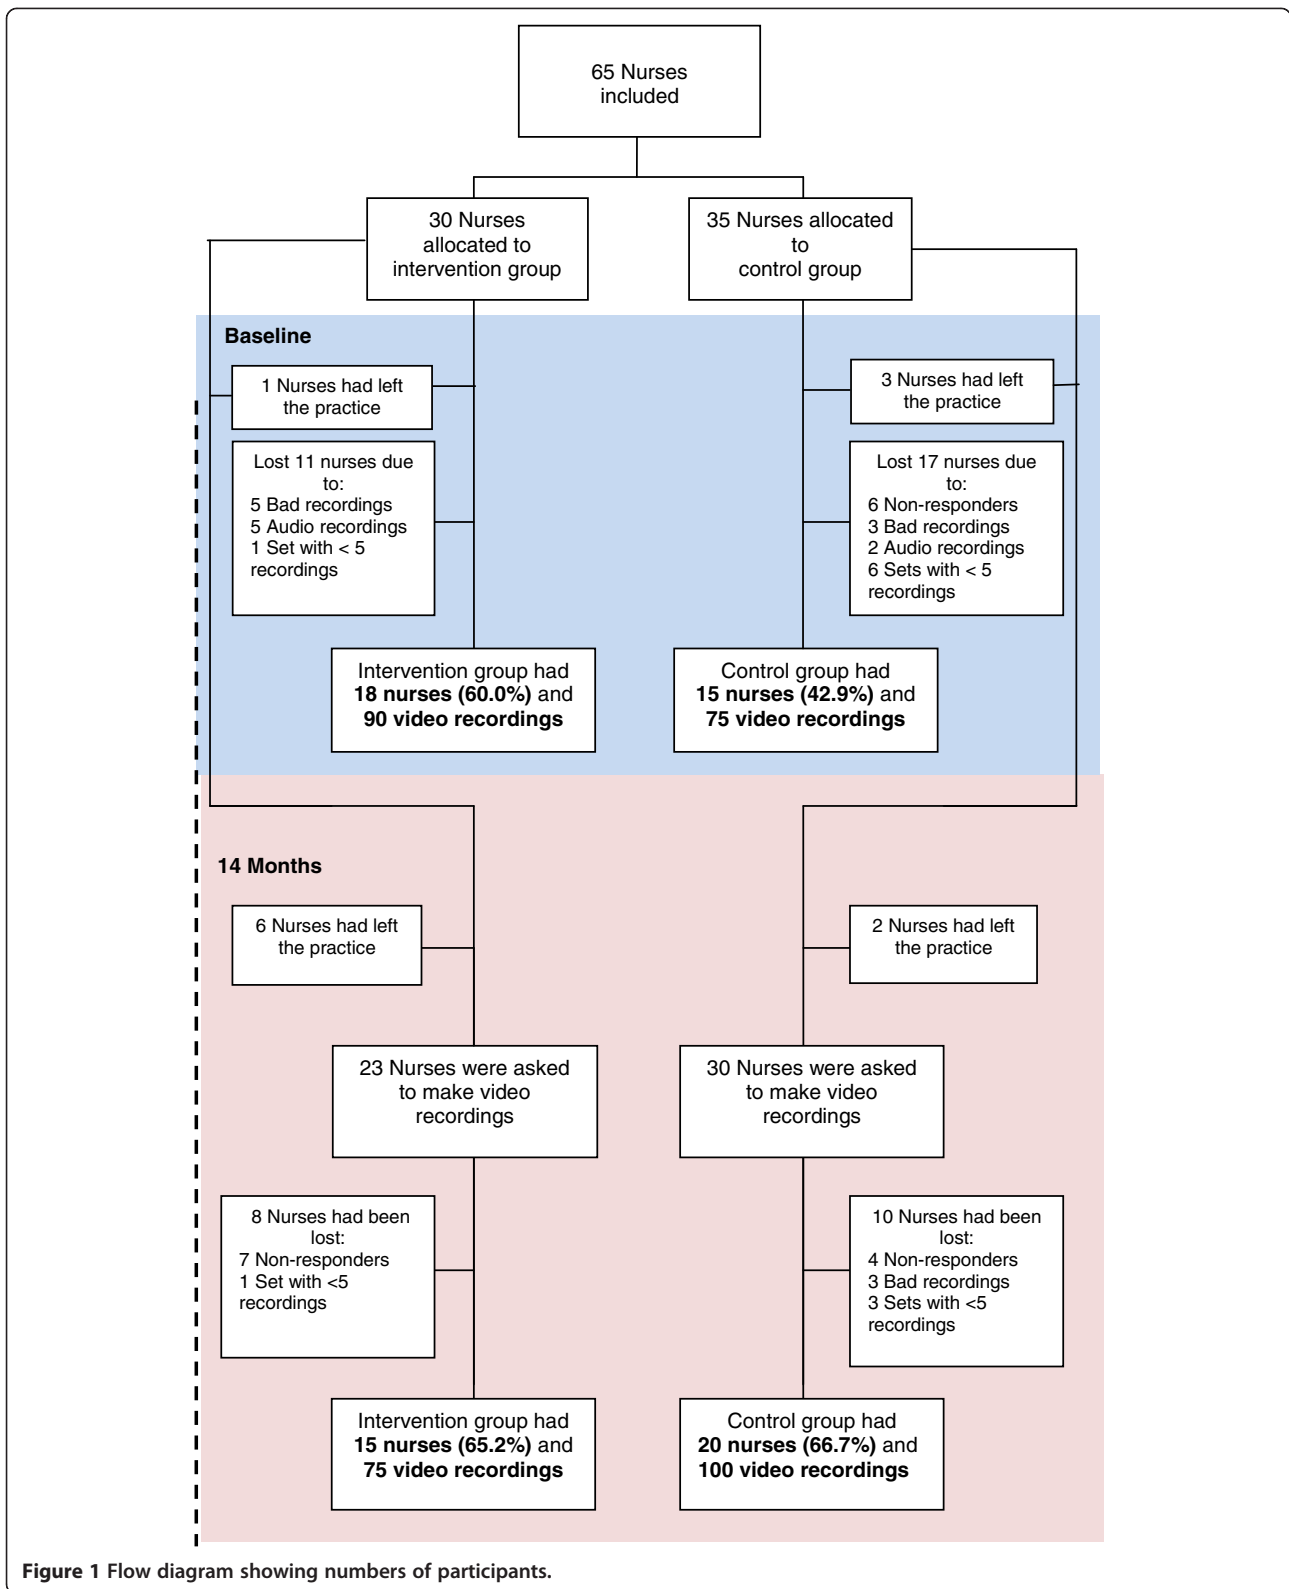 65 Nurses
included
30 Nurses
allocated to
intervention group
35 Nurses allocated
to
control group
Baseline
1 Nurses had left
the practice
3 Nurses had left
the practice
Lost 11 nurses due
to:
5 Bad recordings
5 Audio recordings
1 Set with < 5
recordings
Lost 17 nurses due
to:
6 Non-responders
3 Bad recordings
2 Audio recordings
6 Sets with < 5
recordings
Intervention group had
18 nurses (60.0%) and
90 video recordings
Control group had
15 nurses (42.9%) and
75 video recordings
14 Months
6 Nurses had left
the practice
2 Nurses had left
the practice
23 Nurses were asked
to make video
recordings
30 Nurses were asked
to make video
recordings
8 Nurses had been
lost:
7 Non-responders
1 Set with <5
recordings
10 Nurses had been
lost:
4 Non-responders
3 Bad recordings
3 Sets with <5
recordings
Intervention group had
15 nurses (65.2%) and
75 video recordings
Control group had
20 nurses (66.7%) and
100 video recordings
Figure 1 Flow diagram showing numbers of participants.